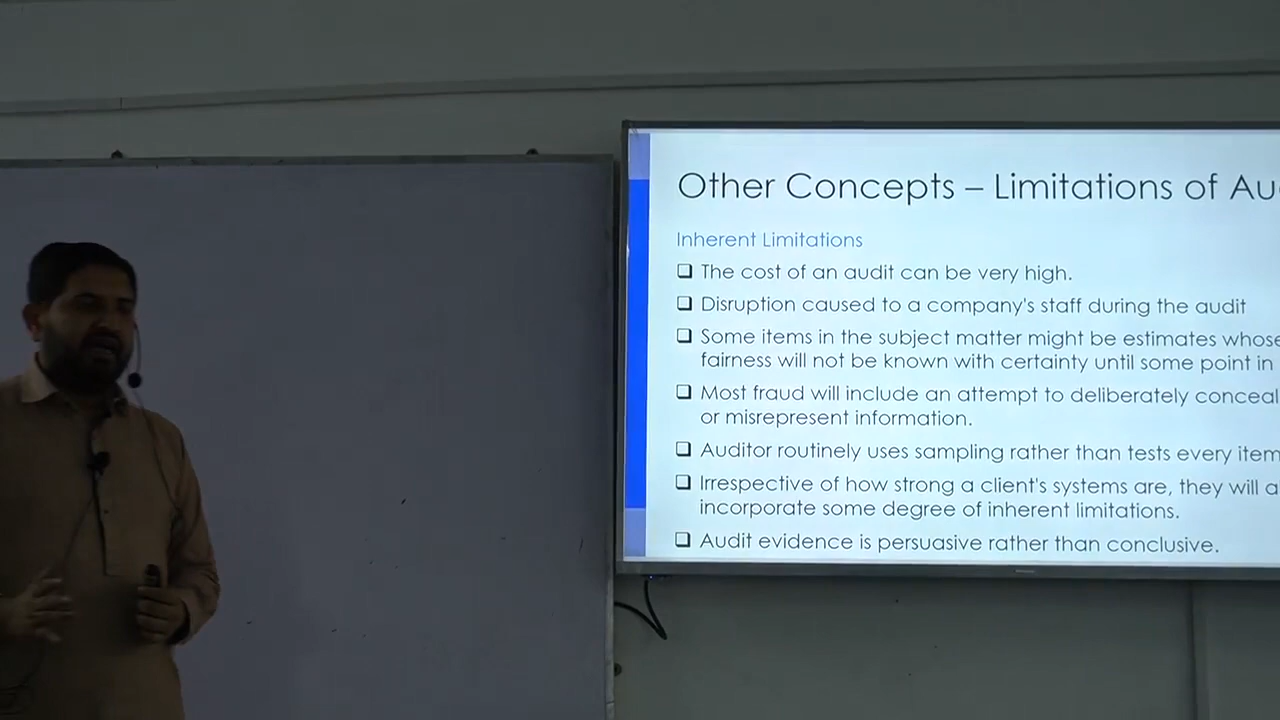 Other Concepts – Limitations of Au
Inherent Limitations
❑ The cost of an audit can be very high.
❑ Disruption caused to a company's staff during the audit
❑ Some items in the subject matter might be estimates whose
fairness will not be known with certainty until some point in
❑ Most fraud will include an attempt to deliberately conceal
or misrepresent information.
❑ Auditor routinely uses sampling rather than tests every item
❑ Irrespective of how strong a client's systems are, they will a
incorporate some degree of inherent limitations.
❑ Audit evidence is persuasive rather than conclusive.